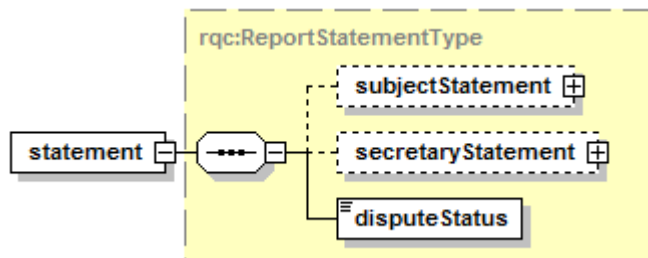 rqc:ReportStatementType
subjectStatement
statement
secretaryStatement
disputeStatus